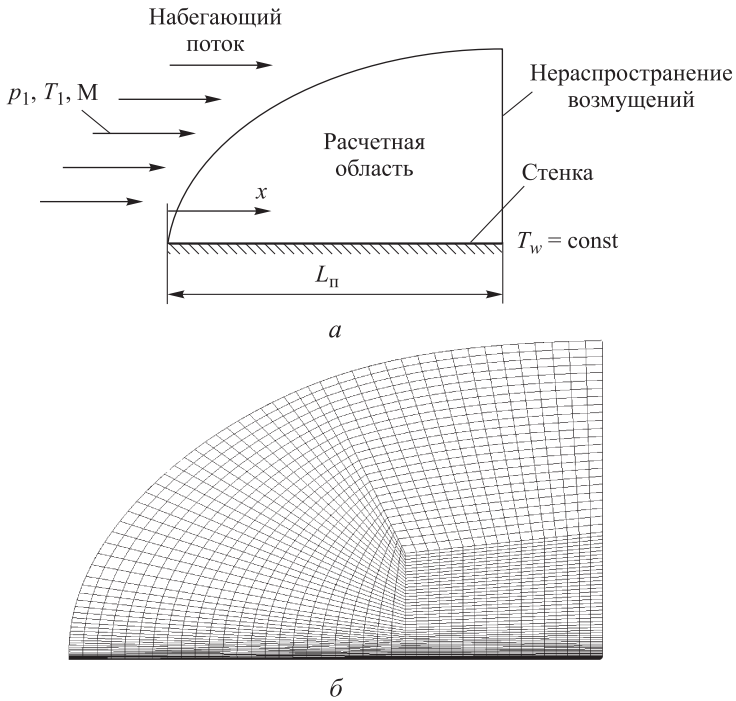 Набегающий
поток
p1, T1, M
Нераспространение
возмущений
Расчетная
область
x
Стенка
Tw = const
Lп
а
б